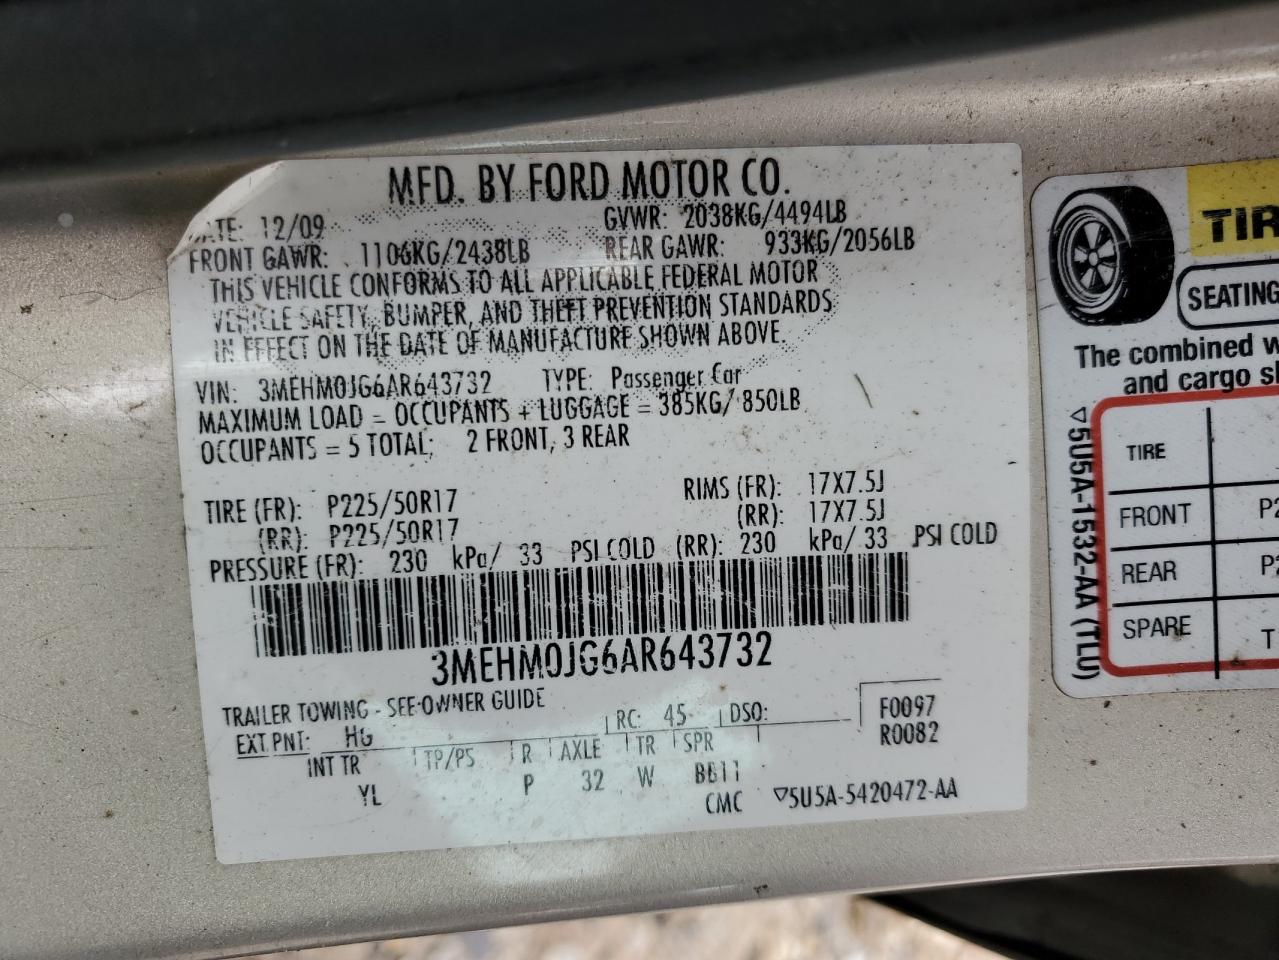 MFD. BY FORD MOTOR CO.
DATE: 12/09 GVWR: 2038KG/4494LB
FRONT GAWR: 1106KG/2438LB REAR GAWR: 933KG/2056LB
THIS VEHICLE CONFORMS TO ALL APPLICABLE FEDERAL MOTOR
VEHICLE SAFETY, BUMPER, AND THEFT PREVENTION STANDARDS
IN EFFECT ON THE DATE OF MANUFACTURE SHOWN ABOVE.
VIN: 3MEHM0JG6AR643732 TYPE: Passenger Car
MAXIMUM LOAD = OCCUPANTS + LUGGAGE = 385KG/ 850LB
OCCUPANTS = 5 TOTAL; 2 FRONT, 3 REAR
TIRE (FR): P225/50R17 RIMS (FR): 17X7.5J
(RR): P225/50R17 (RR): 17X7.5J
PRESSURE (FR): 230 kPa/ 33 PSI COLD (RR): 230 kPa/ 33 PSI COLD
3MEHM0JG6AR643732
TRAILER TOWING - SEE OWNER GUIDE
EXT PNT: HG RC: 45 DSO: F0097
R0082
INT TR TP/PS R AXLE TR SPR
YL P 32 W BB11
CMC ▽5U5A-5420472-AA
TIR
SEATING
The combined w
and cargo sh
▽5U5A-1532-AA (TLU)
TIRE
FRONT P2
REAR P2
SPARE T